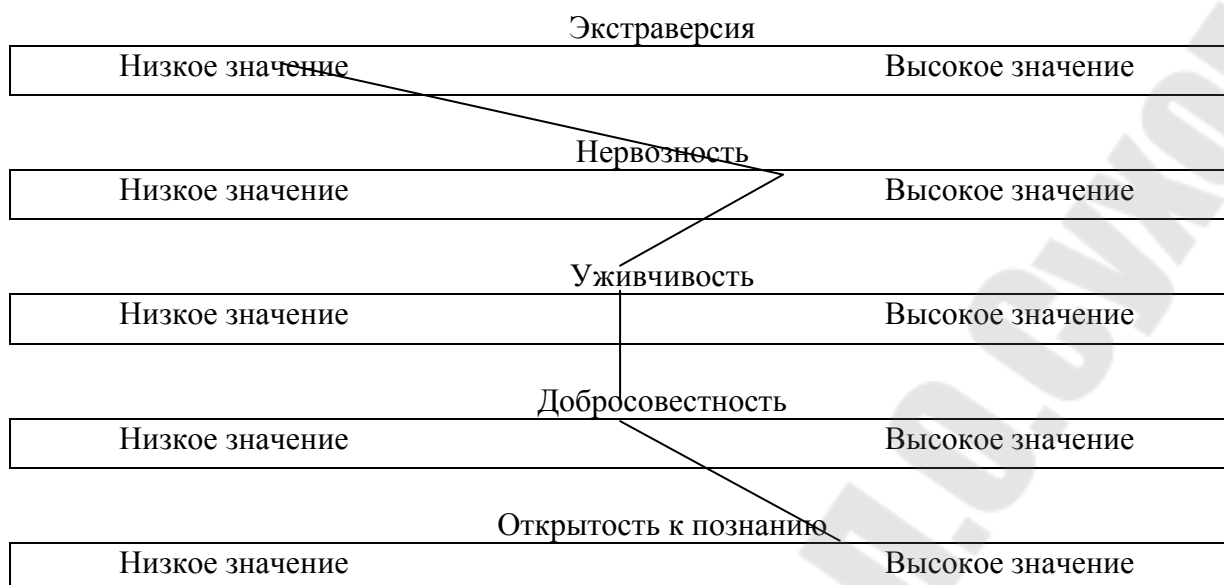 Экстраверсия
Низкое значение Высокое значение
Нервозность
Низкое значение Высокое значение
Уживчивость
Низкое значение Высокое значение
Добросовестность
Низкое значение Высокое значение
Открытость к познанию
Низкое значение Высокое значение